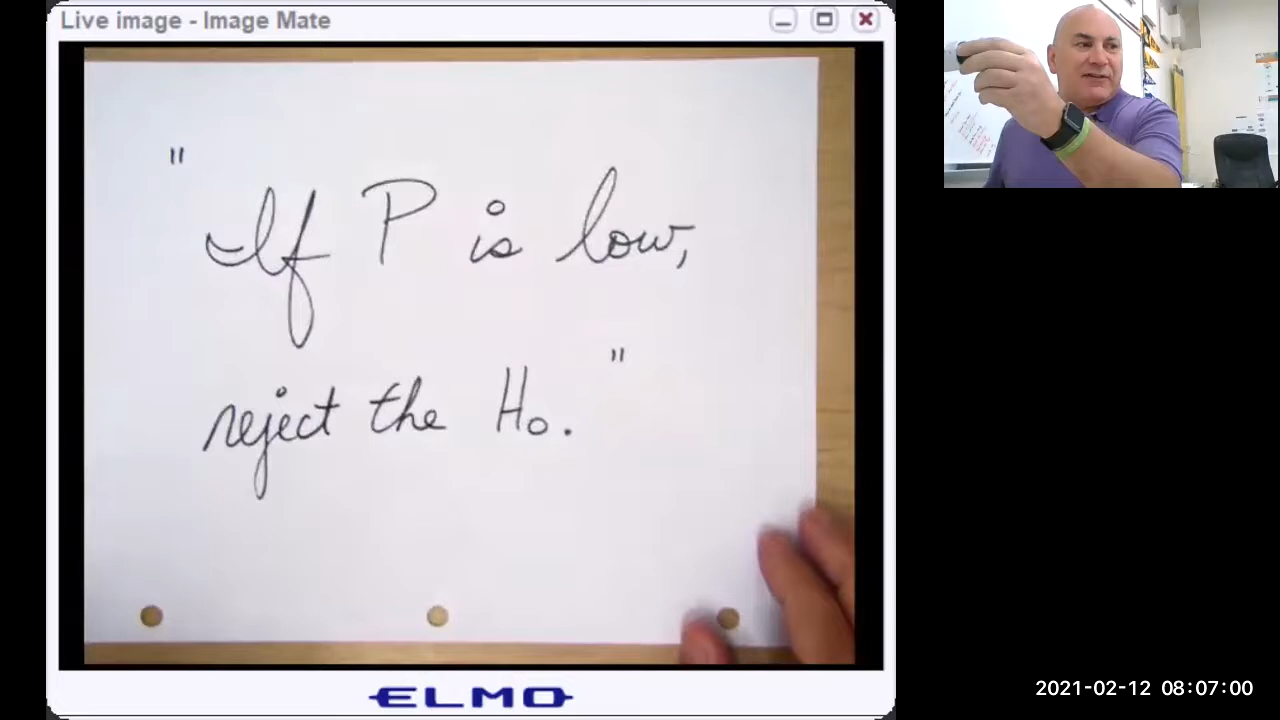 Live image - Image Mate
"If P is low,
reject the Ho."
ELMO
2021-02-12 08:07:00